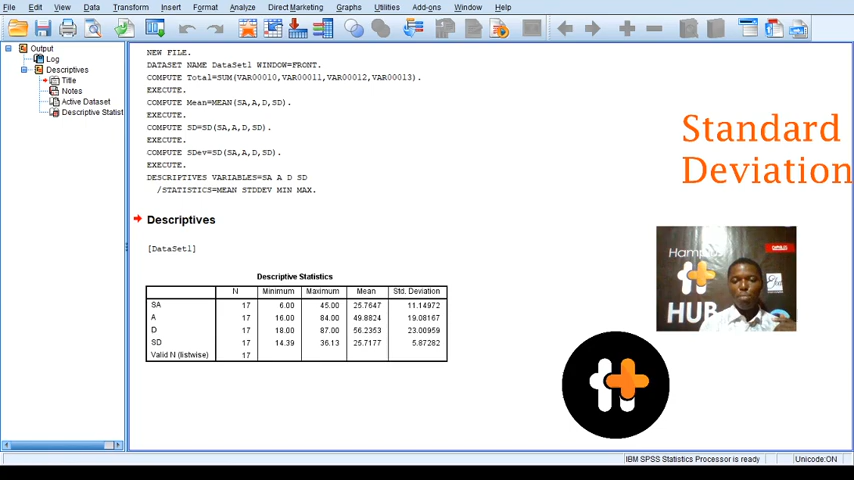 File Edit View Data Transform Insert Format Analyze Direct Marketing Graphs Utilities Add-ons Window Help
Output
Log
Descriptives
Title
Notes
Active Dataset
Descriptive Statist
NEW FILE.
DATASET NAME DataSet1 WINDOW=FRONT.
COMPUTE Total=SUM(VAR00010,VAR00011,VAR00012,VAR00013).
EXECUTE.
COMPUTE Mean=MEAN(SA,A,D,SD).
EXECUTE.
COMPUTE SD=SD(SA,A,D,SD).
EXECUTE.
COMPUTE SDev=SD(SA,A,D,SD).
EXECUTE.
DESCRIPTIVES VARIABLES=SA A D SD
/STATISTICS=MEAN STDDEV MIN MAX.
Descriptives
[DataSet1]
Descriptive Statistics
N Minimum Maximum Mean Std. Deviation
SA 17 6.00 45.00 25.7647 11.14972
A 17 16.00 84.00 49.8824 19.08167
D 17 18.00 87.00 56.2353 23.00959
SD 17 14.39 36.13 25.7177 5.87282
Valid N (listwise) 17
Standard
Deviation
HUB
IBM SPSS Statistics Processor is ready Unicode:ON